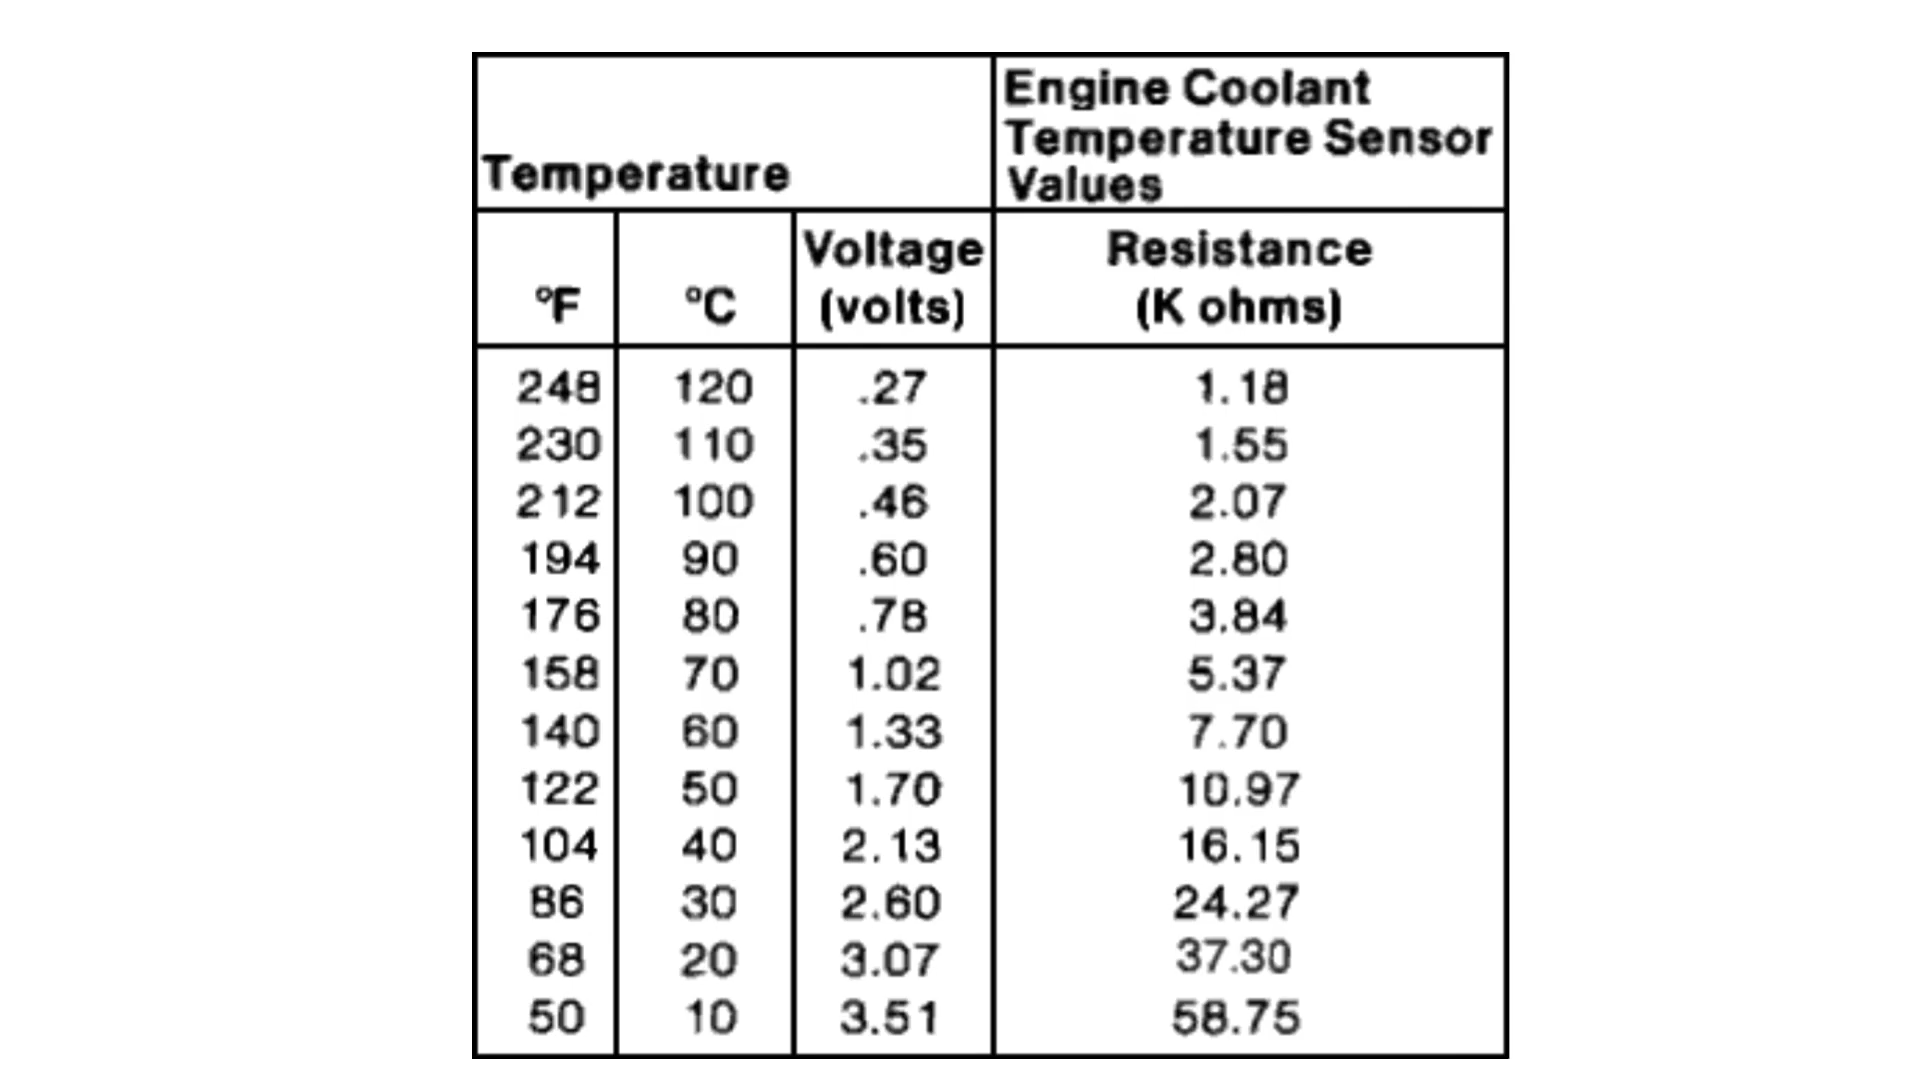 Engine Coolant
Temperature Sensor
Temperature
Values
Voltage Resistance
°F °C (volts) (K ohms)
248 120 .27 1.18
230 110 .35 1.55
212 100 .46 2.07
194 90 .60 2.80
176 80 .78 3.84
158 70 1.02 5.37
140 60 1.33 7.70
122 50 1.70 10.97
104 40 2.13 16.15
86 30 2.60 24.27
68 20 3.07 37.30
50 10 3.51 58.75